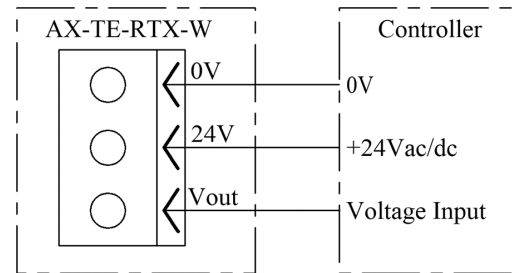 AX-TE-RTX-W
Controller
0V
0V
24V
+24Vac/dc
Vout
Voltage Input